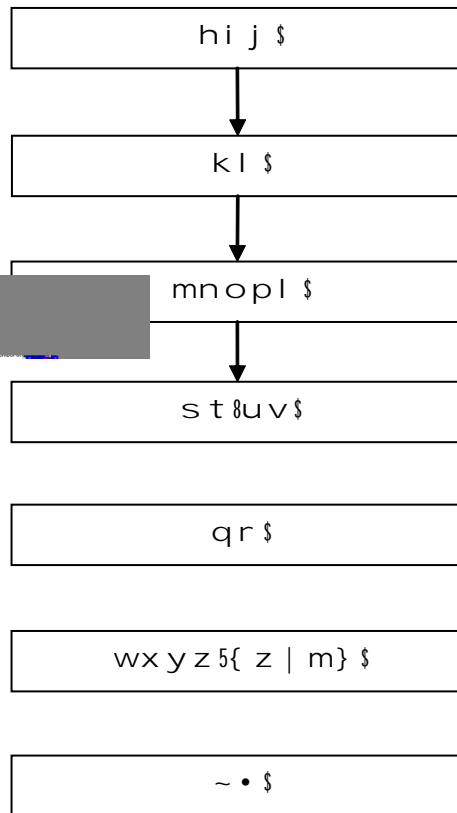 hij $
kl $
mnopl $
st8uv$
qr $
wxyz5{ z | m} $
~• $